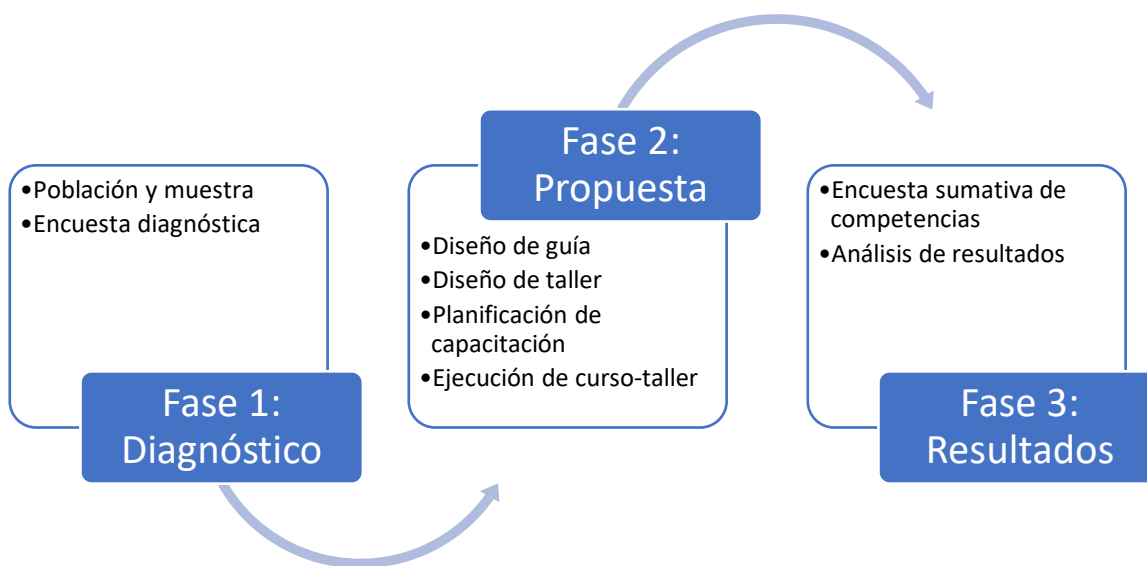 •Población y muestra
•Encuesta diagnóstica
Fase 1:
Diagnóstico
Fase 2:
Propuesta
•Diseño de guía
•Diseño de taller
•Planificación de
capacitación
•Ejecución de curso-taller
•Encuesta sumativa de
competencias
•Análisis de resultados
Fase 3:
Resultados